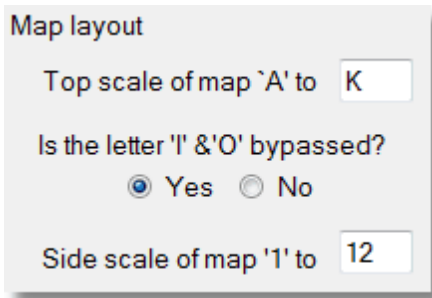 Map layout
Top scale of map `A' to K
Is the letter 'I' &'O' bypassed?
Yes No
Side scale of map '1' to 12